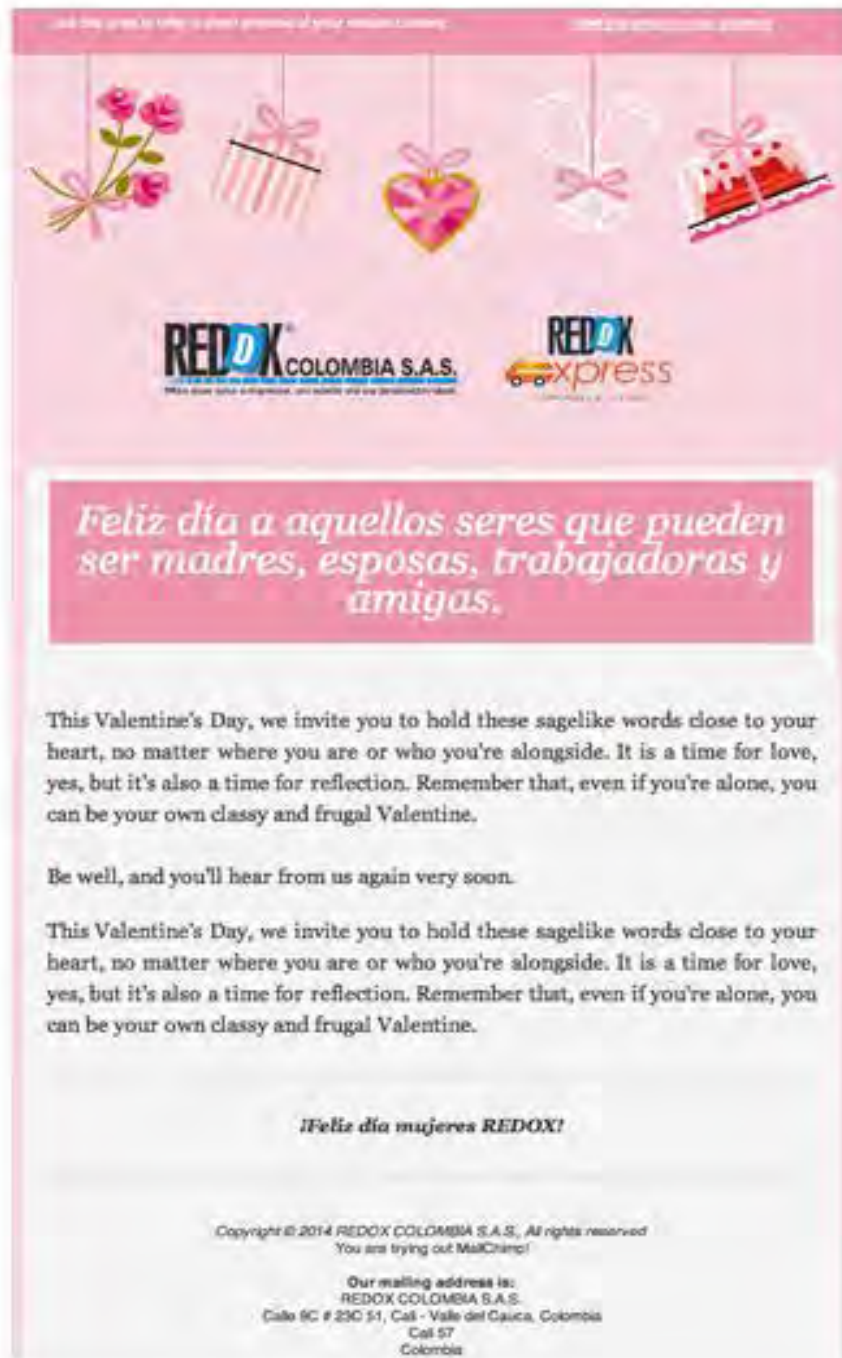 REDOX®
COLOMBIA S.A.S.
REDOX
xpress
Feliz día a aquellos seres que pueden
ser madres, esposas, trabajadoras y
amigas.
This Valentine's Day, we invite you to hold these sagelike words close to your
heart, no matter where you are or who you're alongside. It is a time for love,
yes, but it's also a time for reflection. Remember that, even if you're alone, you
can be your own classy and frugal Valentine.
Be well, and you'll hear from us again very soon.
This Valentine's Day, we invite you to hold these sagelike words close to your
heart, no matter where you are or who you're alongside. It is a time for love,
yes, but it's also a time for reflection. Remember that, even if you're alone, you
can be your own classy and frugal Valentine.
¡Feliz día mujeres REDOX!
Copyright © 2014 REDOX COLOMBIA S.A.S., All rights reserved
You are trying out MailChimp!
Our mailing address is:
REDOX COLOMBIA S.A.S.
Calle 9C # 23C 51, Cali - Valle del Cauca, Colombia
Cali 57
Colombia